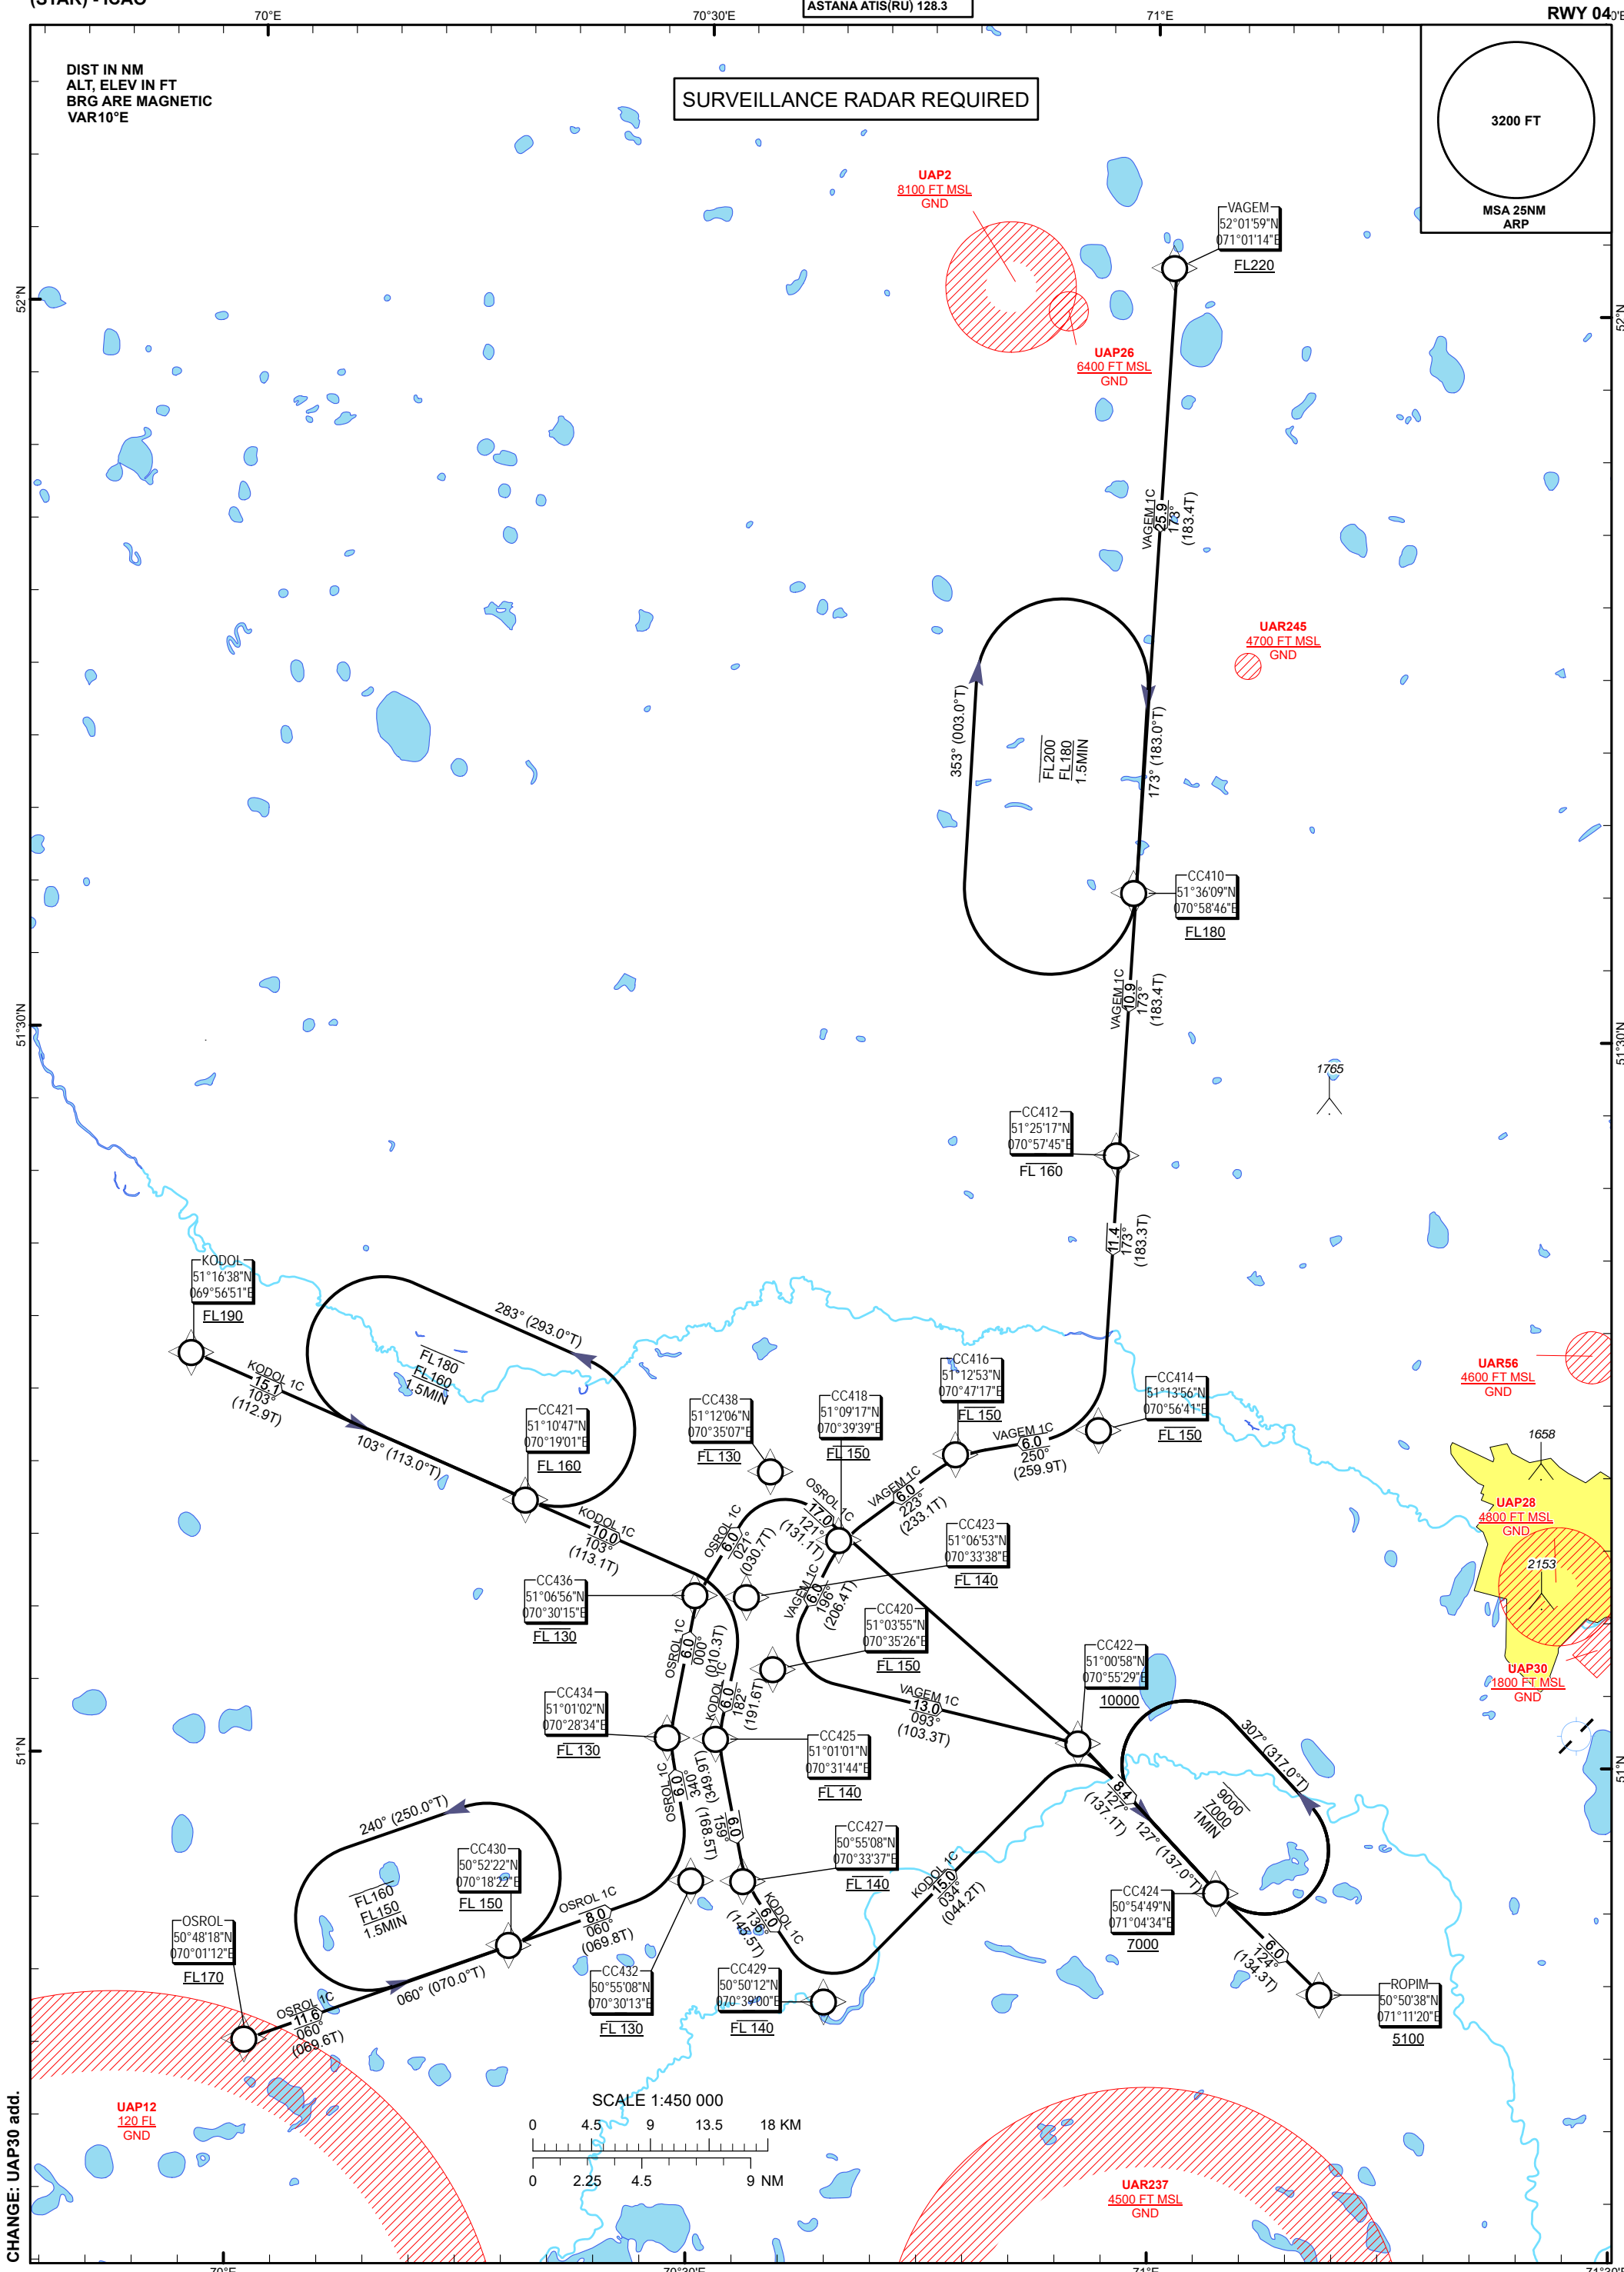 (STAR) - ICAO
ASTANA ATIS(RU) 128.3
RWY 04
70°E
70°30'E
71°E
0'E
DIST IN NM
ALT, ELEV IN FT
BRG ARE MAGNETIC
VAR10°E
SURVEILLANCE RADAR REQUIRED
3200 FT
MSA 25NM
ARP
UAP2
8100 FT MSL
GND
VAGEM
52°01'59"N
071°01'14"E
FL220
52°N
52°N
UAP26
6400 FT MSL
GND
VAGEM 1C
25.9
173°
(183.4T)
UAR245
4700 FT MSL
GND
353° (003.0°T)
FL200
FL180
1.5MIN
173° (183.0°T)
CC410
51°36'09"N
070°58'46"E
FL180
VAGEM 1C
10.9
173°
(183.4T)
51°30'N
51°30'N
1765
CC412
51°25'17"N
070°57'45"E
FL 160
11.4
173°
(183.3T)
KODOL
51°16'38"N
069°56'51"E
FL190
283° (293.0°T)
FL180
FL160
1.5MIN
KODOL 1C
15.1
103°
(112.9T)
103° (113.0°T)
CC421
51°10'47"N
070°19'01"E
FL 160
CC438
51°12'06"N
070°35'07"E
FL 130
CC418
51°09'17"N
070°39'39"E
FL 150
CC416
51°12'53"N
070°47'17"E
FL 150
CC414
51°13'56"N
070°56'41"E
FL 150
UAR56
4600 FT MSL
GND
VAGEM 1C
6.0
250°
(259.9T)
1658
VAGEM 1C
6.0
223°
(233.1T)
OSROL 1C
17.0
121°
(131.1T)
UAP28
4800 FT MSL
GND
2153
KODOL 1C
10.0
103°
(113.1T)
OSROL 1C
6.0
021°
(030.7T)
CC423
51°06'53"N
070°33'38"E
FL 140
CC436
51°06'56"N
070°30'15"E
FL 130
VAGEM 1C
6.0
196°
(206.4T)
CC420
51°03'55"N
070°35'26"E
FL 150
OSROL 1C
6.0
000°
(010.3T)
KODOL 1C
6.0
182°
(191.6T)
CC422
51°00'58"N
070°55'29"E
10000
UAP30
1800 FT MSL
GND
VAGEM 1C
13.0
093°
(103.3T)
CC434
51°01'02"N
070°28'34"E
FL 130
CC425
51°01'01"N
070°31'44"E
FL 140
307° (317.0°T)
51°N
51°N
OSROL 1C
6.0
340°
(349.9T)
6.0
159°
(168.5T)
8.4
127°
(137.1T)
127° (137.0°T)
9000
7000
1MIN
240° (250.0°T)
CC430
50°52'22"N
070°18'22"E
FL 150
CC427
50°55'08"N
070°33'37"E
FL 140
FL160
FL150
1.5MIN
KODOL 1C
15.0
034°
(044.2T)
CC424
50°54'49"N
071°04'34"E
7000
OSROL 1C
8.0
060°
(069.8T)
KODOL 1C
6.0
136°
(145.5T)
OSROL
50°48'18"N
070°01'12"E
FL170
060° (070.0°T)
CC432
50°55'08"N
070°30'13"E
FL 130
CC429
50°50'12"N
070°39'00"E
FL 140
6.0
124°
(134.3T)
ROPIM
50°50'38"N
071°11'20"E
5100
OSROL 1C
11.6
060°
(069.6T)
UAP12
120 FL
GND
SCALE 1:450 000
0 4.5 9 13.5 18 KM
0 2.25 4.5 9 NM
UAR237
4500 FT MSL
GND
CHANGE: UAP30 add.
70°E
70°30'E
71°E
71°30'E